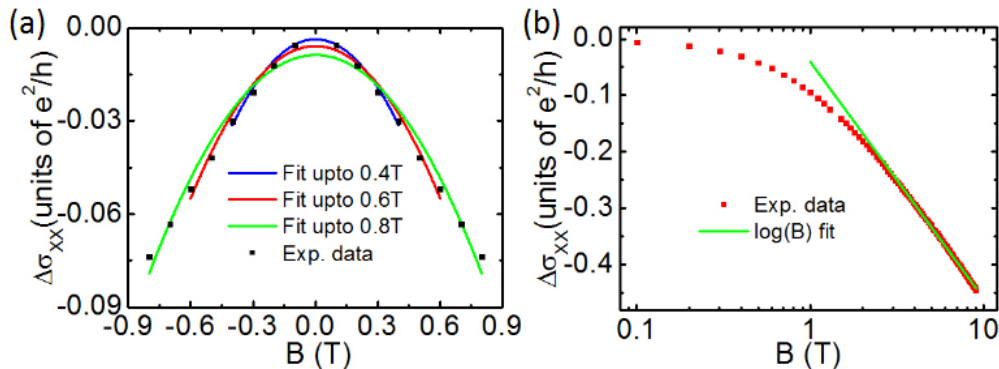 (a)
ΔσXX(units of e²/h)
0.00
-0.03
-0.06
-0.09
Fit upto 0.4T
Fit upto 0.6T
Fit upto 0.8T
Exp. data
-0.9 -0.6 -0.3 0.0 0.3 0.6 0.9
B (T)
(b)
ΔσXX(units of e²/h)
0.0
-0.1
-0.2
-0.3
-0.4
Exp. data
log(B) fit
0.1 1 10
B (T)